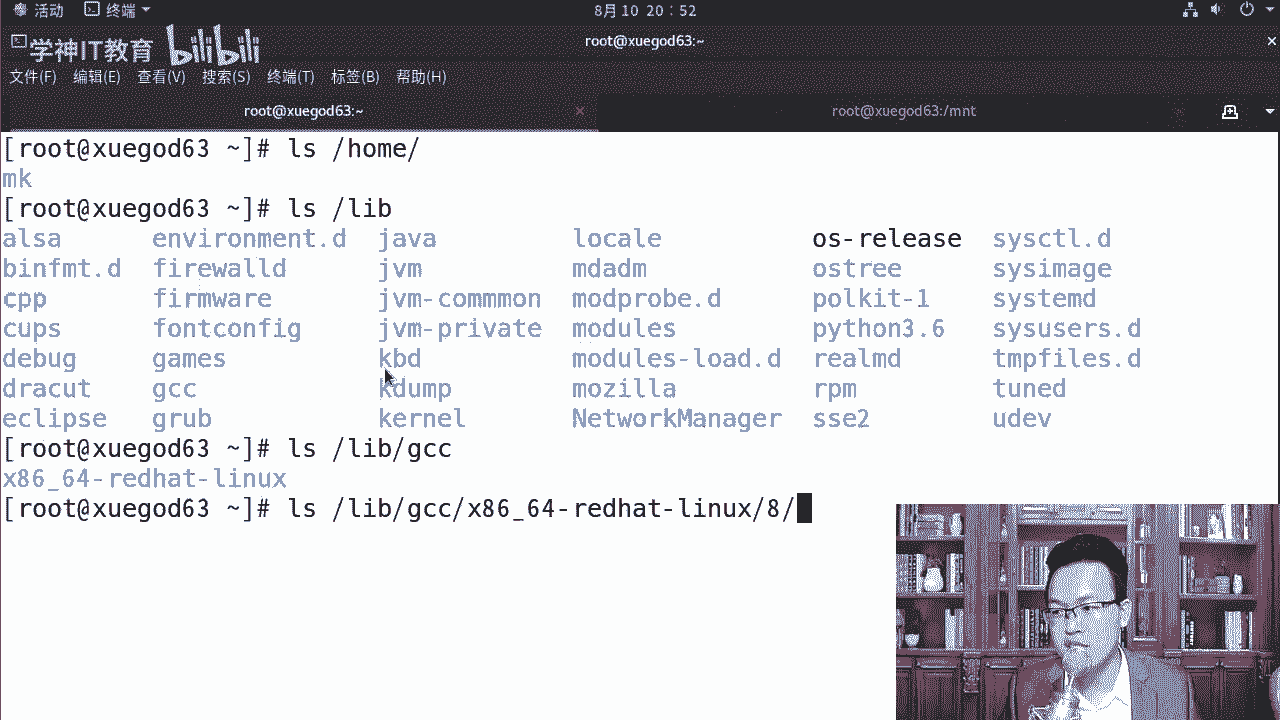 活动 终端 8月 10 20：52
学神IT教育 bilibili root@xuegod63:~ ×
文件(F) 编辑(E) 查看(V) 搜索(S) 终端(T) 标签(B) 帮助(H)
root@xuegod63:~ × root@xuegod63:/mnt
[root@xuegod63 ~]# ls /home/
mk
[root@xuegod63 ~]# ls /lib
alsa environment.d java locale os-release sysctl.d
binfmt.d firewalld jvm mdadm ostree sysimage
cpp firmware jvm-commmon modprobe.d polkit-1 systemd
cups fontconfig jvm-private modules python3.6 sysusers.d
debug games kbd modules-load.d realmd tmpfiles.d
dracut gcc kdump mozilla rpm tuned
eclipse grub kernel NetworkManager sse2 udev
[root@xuegod63 ~]# ls /lib/gcc
x86_64-redhat-linux
[root@xuegod63 ~]# ls /lib/gcc/x86_64-redhat-linux/8/